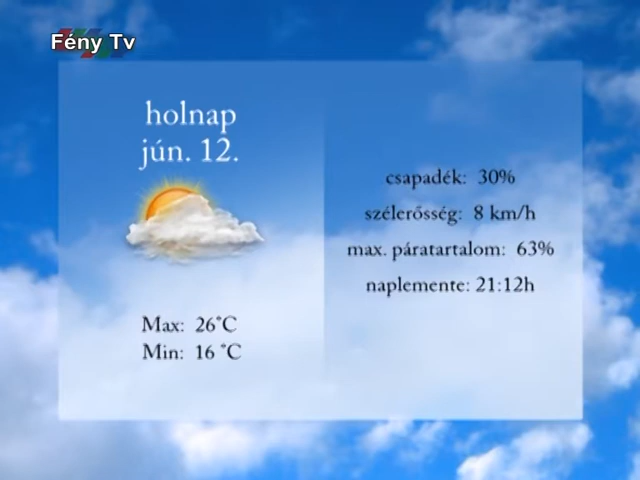 Fény Tv
holnap
jún. 12.
Max: 26°C
Min: 16 °C
csapadék: 30%
szélerősség: 8 km/h
max. páratartalom: 63%
naplemente: 21:12h